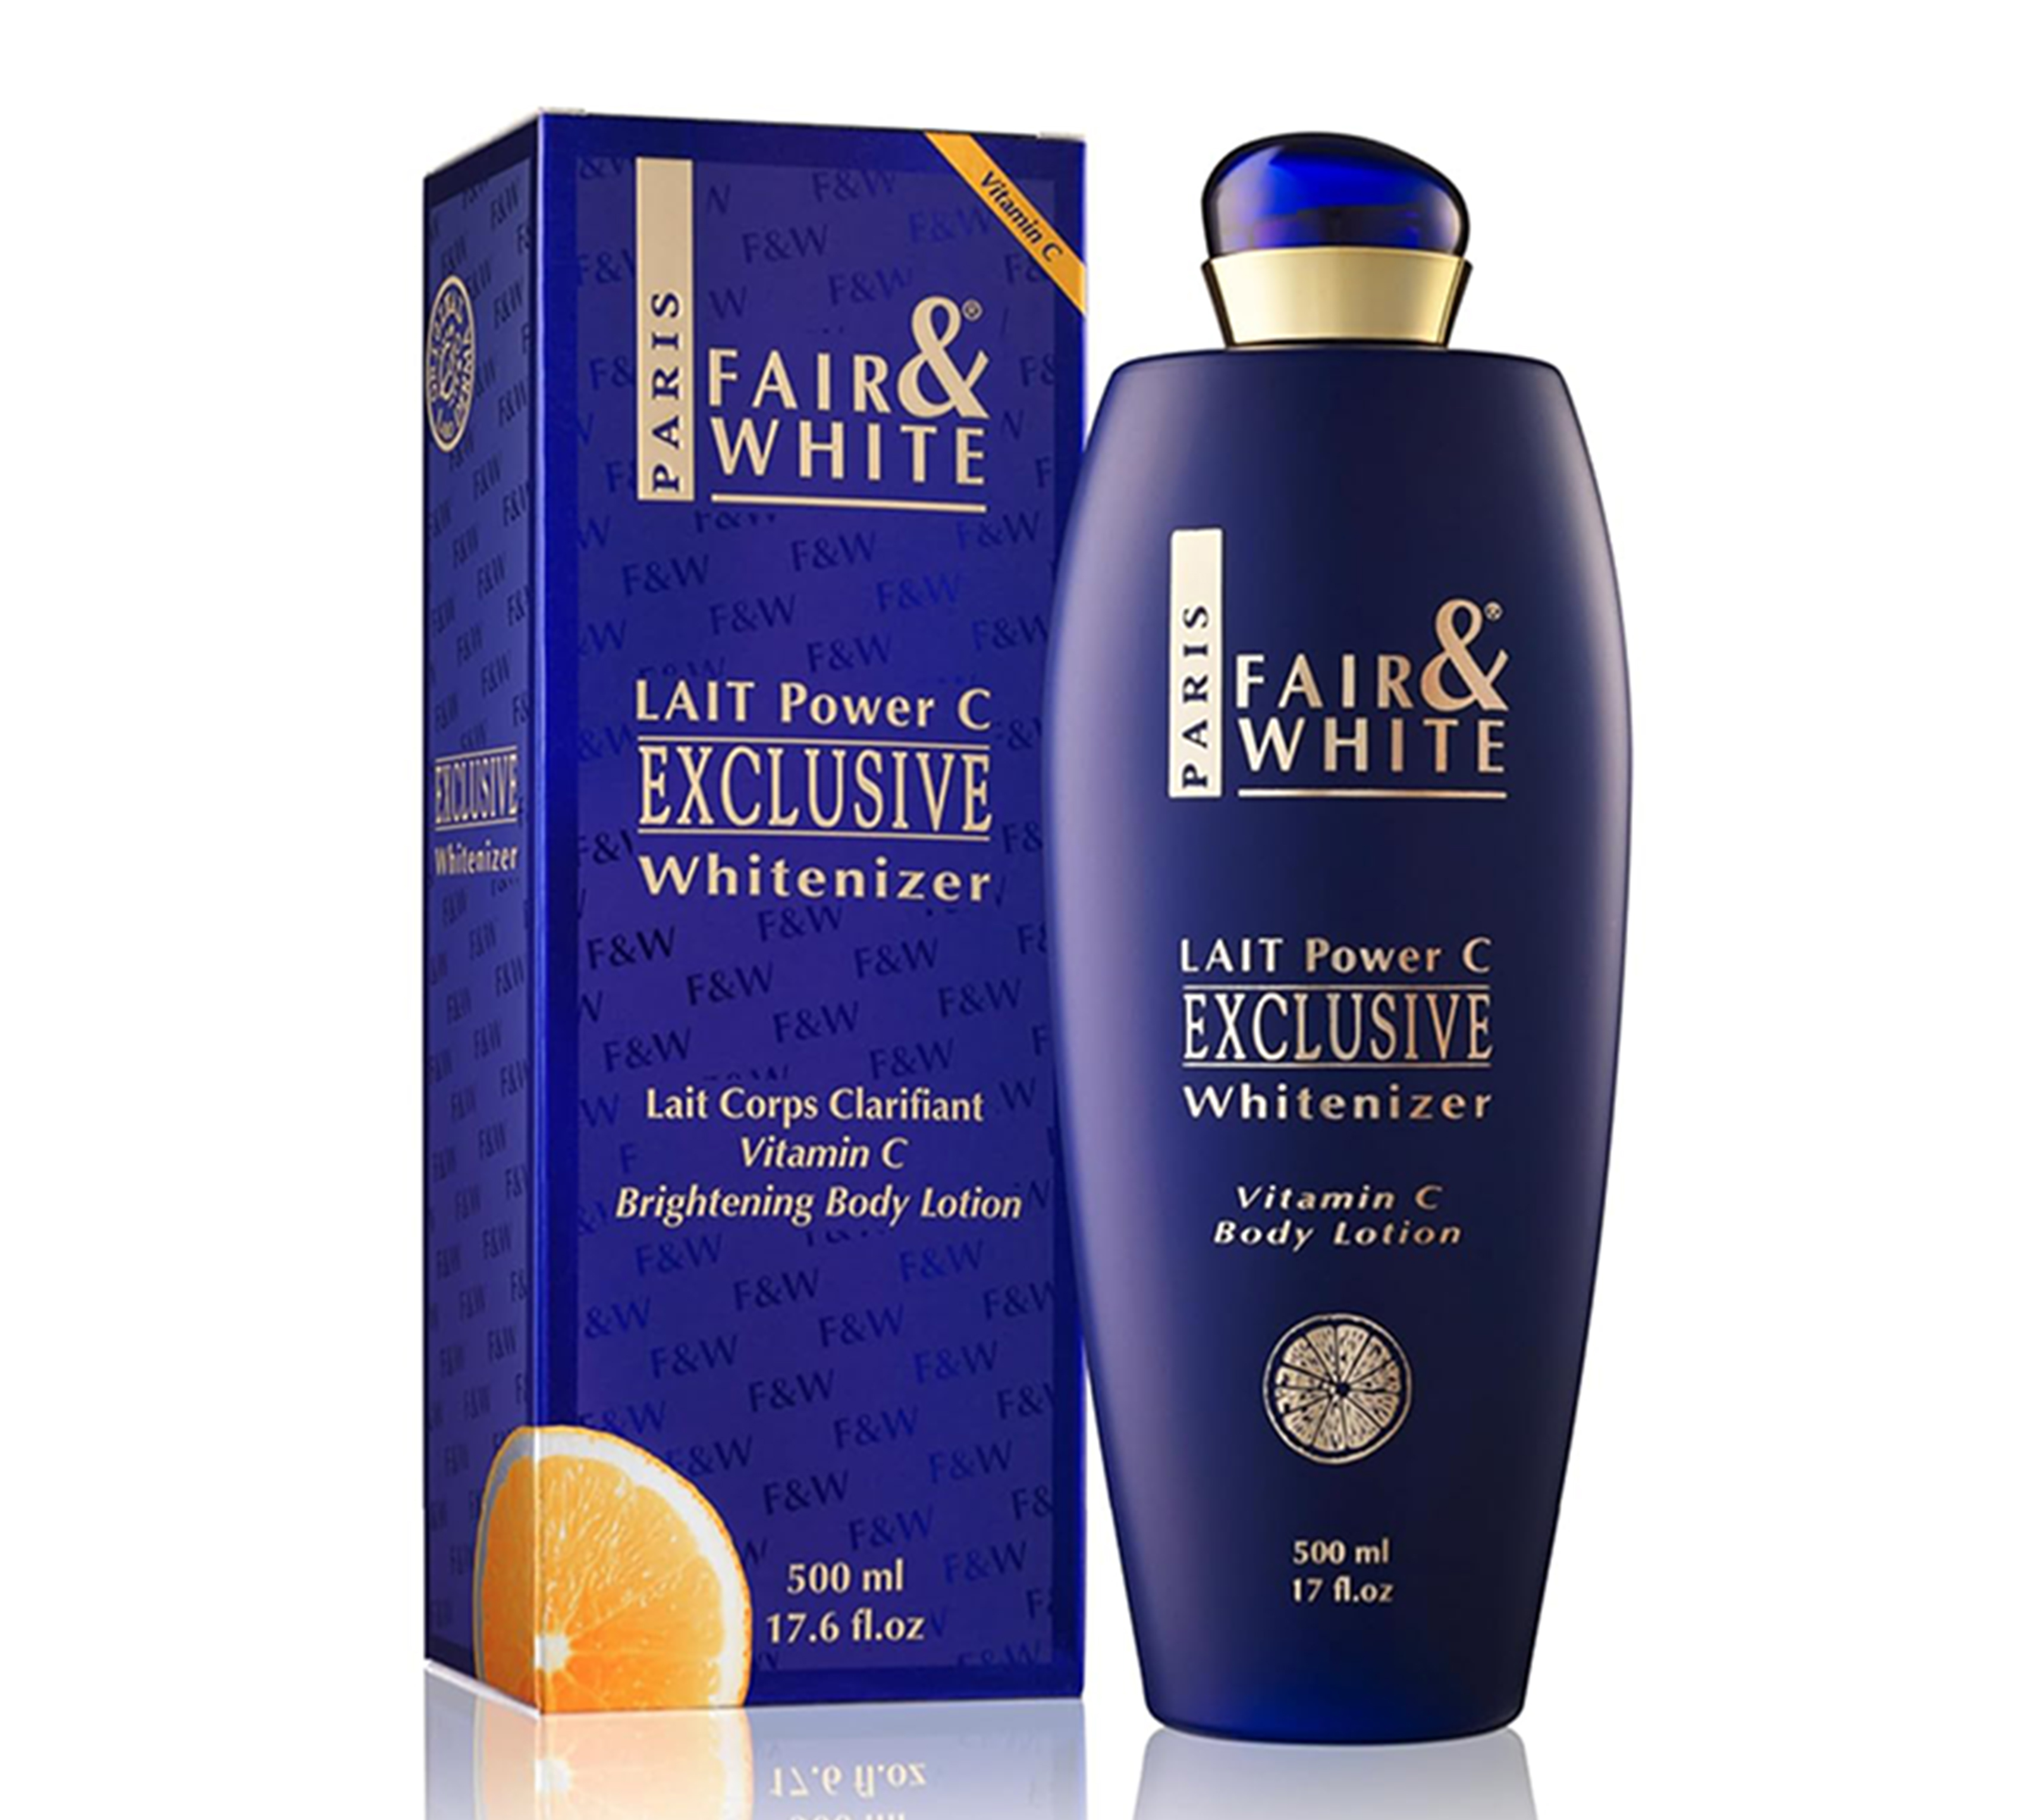 Vitamin C
PARIS
FAIR&®
WHITE
LAIT Power C
EXCLUSIVE
Whitenizer
Lait Corps Clarifiant
Vitamin C
Brightening Body Lotion
500 ml
17.6 fl.oz
EXCLUSIVE
Whitenizer
F&W
PARIS
FAIR&®
WHITE
LAIT Power C
EXCLUSIVE
Whitenizer
Vitamin C
Body Lotion
500 ml
17 fl.oz